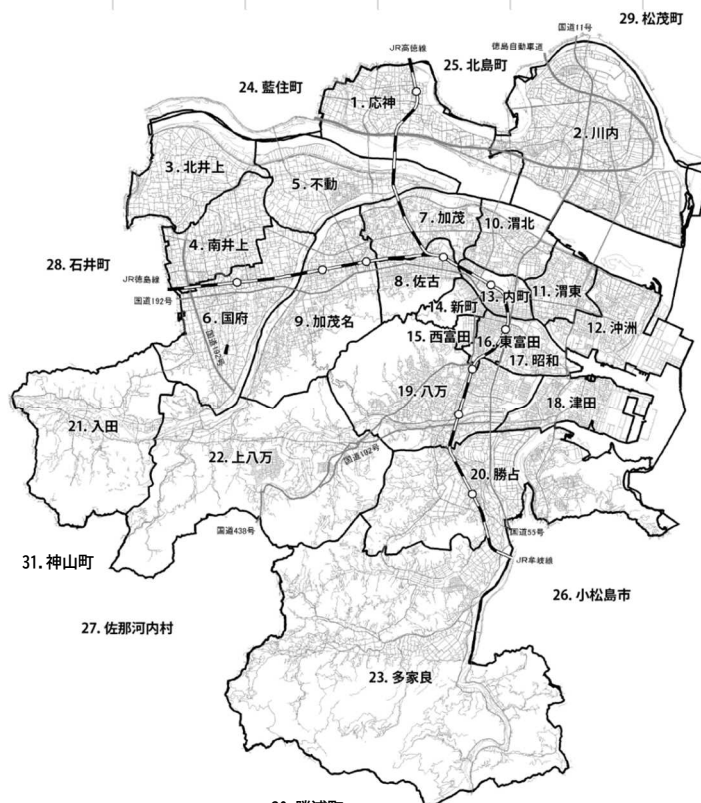 29. 松茂町
国道11号
JR高徳線
徳島自動車道
25. 北島町
24. 藍住町
1. 応神
2. 川内
3. 北井上
5. 不動
7. 加茂
10. 渭北
4. 南井上
28. 石井町
JR徳島線
国道192号
8. 佐古
13. 内町
11. 渭東
14. 新町
6. 国府
9. 加茂名
12. 沖洲
国道192号
15. 西富田
16. 東富田
17. 昭和
19. 八万
18. 津田
21. 入田
22. 上八万
国道192号
20. 勝占
国道438号
国道55号
31. 神山町
JR牟岐線
26. 小松島市
27. 佐那河内村
23. 多家良